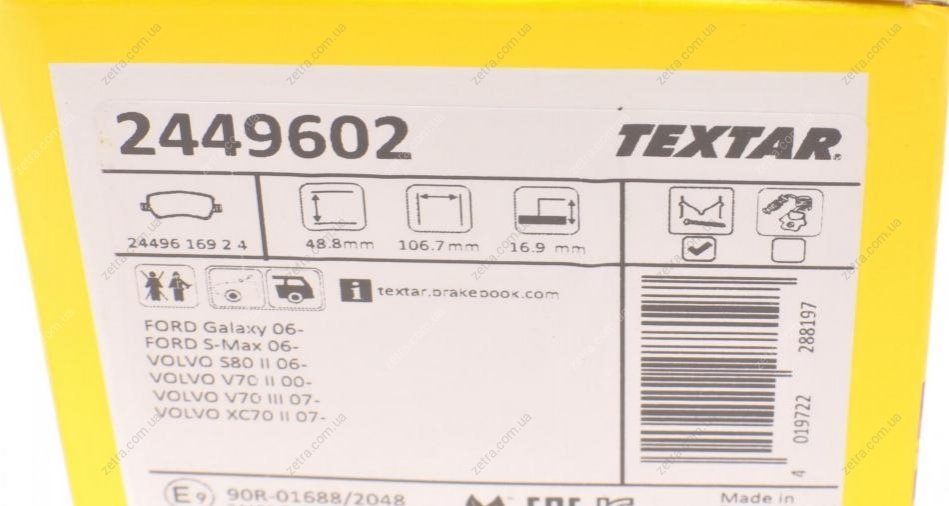 2449602
TEXTAR
24496 169 2 4
48.8mm
106.7mm
16.9 mm
textar.brakebook.com
FORD Galaxy 06-
FORD S-Max 06-
VOLVO S80 II 06-
VOLVO V70 II 00-
VOLVO V70 III 07-
VOLVO XC70 II 07-
4 019722 288197
E9 90R-01688/2048
Made in
zetra.com.ua